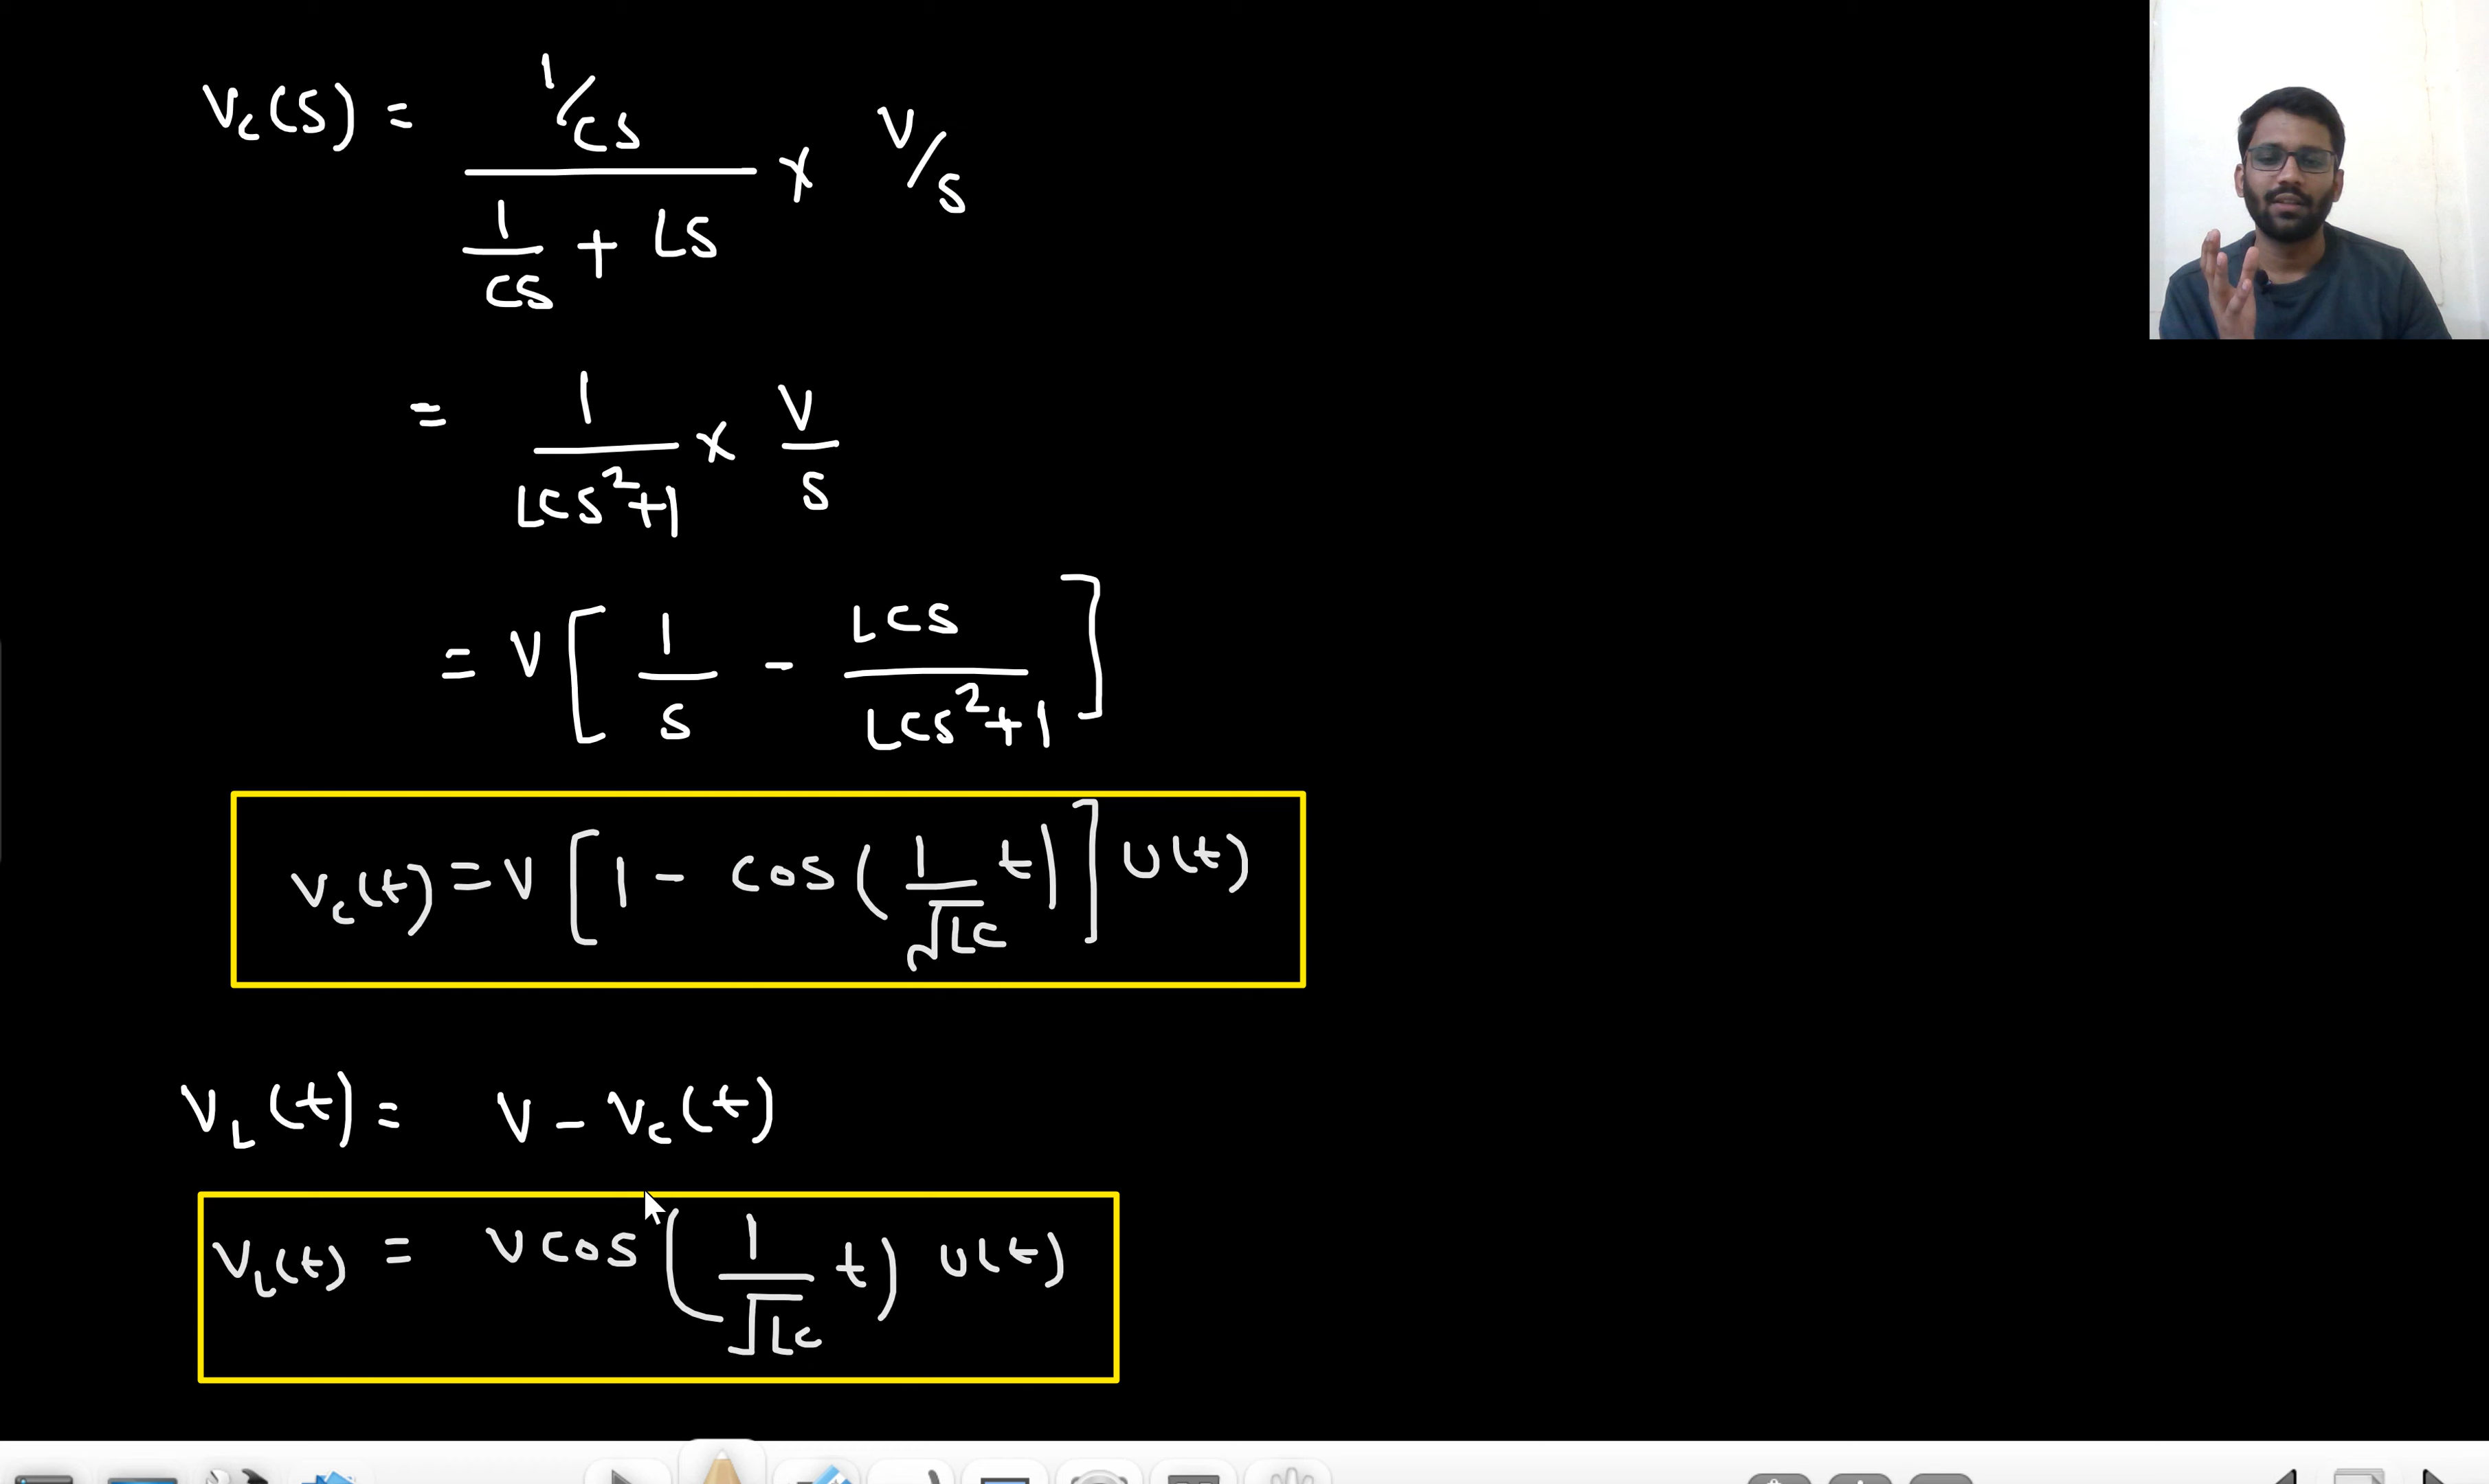 Vc(s) = (1/cs) / (1/cs + Ls) × V/s
= 1/(Lcs²+1) × V/s
= V[1/s - Lcs/(Lcs²+1)]
Vc(t) = V[1 - cos(1/√Lc t)] u(t)
VL(t) = V - Vc(t)
VL(t) = V cos(1/√Lc t) u(t)